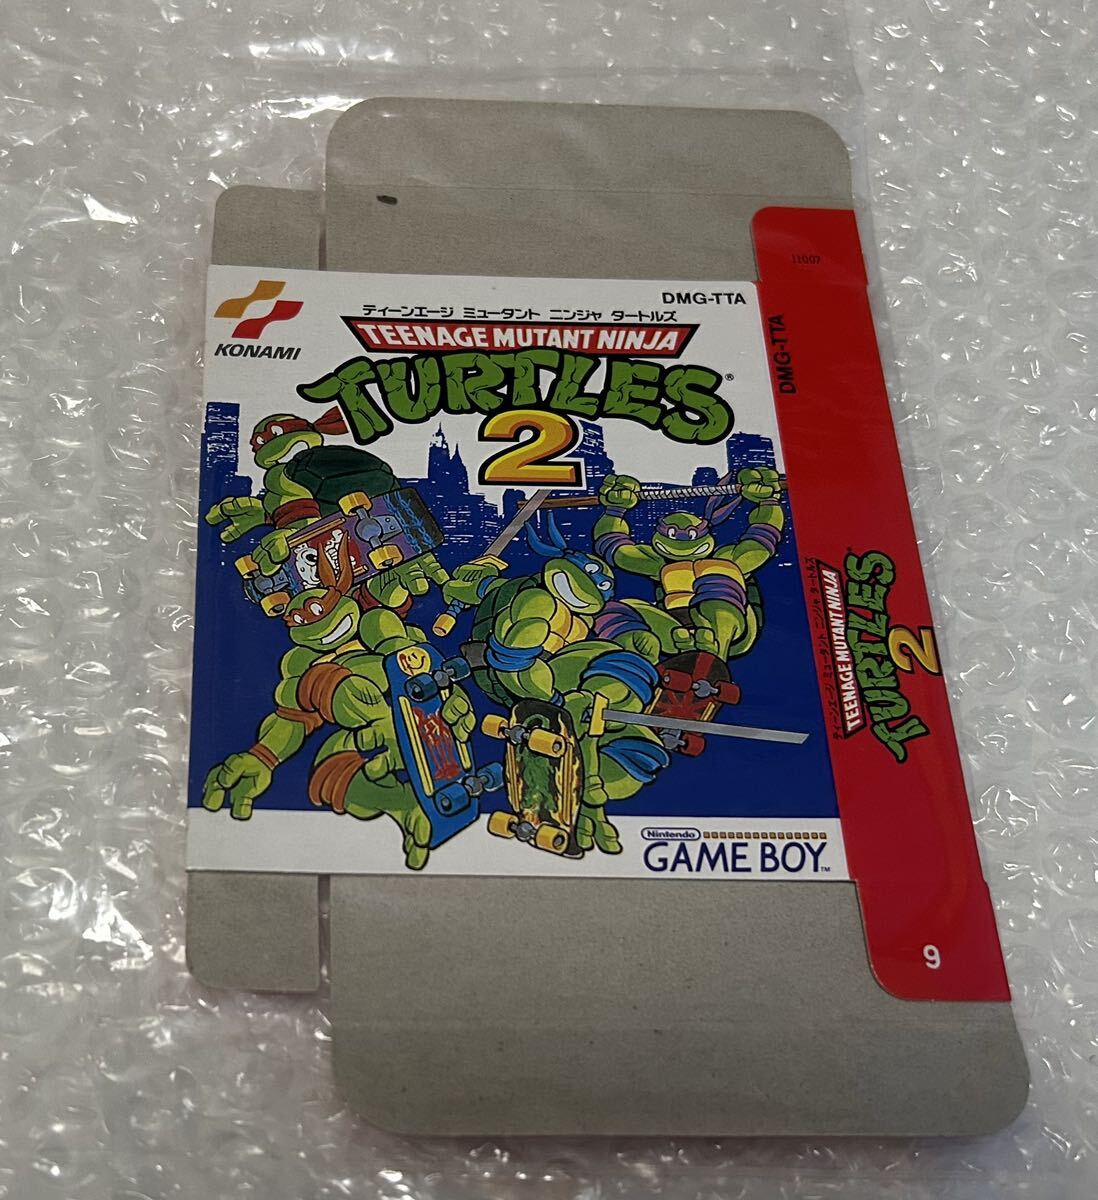 KONAMI
DMG-TTA
ティーンエージ ミュータント ニンジャ タートルズ
TEENAGE MUTANT NINJA
TURTLES®
2
Nintendo
GAME BOY™
11007
DMG-TTA
ティーンエージ ミュータント ニンジャ タートルズ
TEENAGE MUTANT NINJA
TURTLES®
2
9